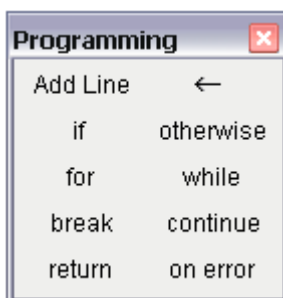 Programming
Add Line ←
if otherwise
for while
break continue
return on error